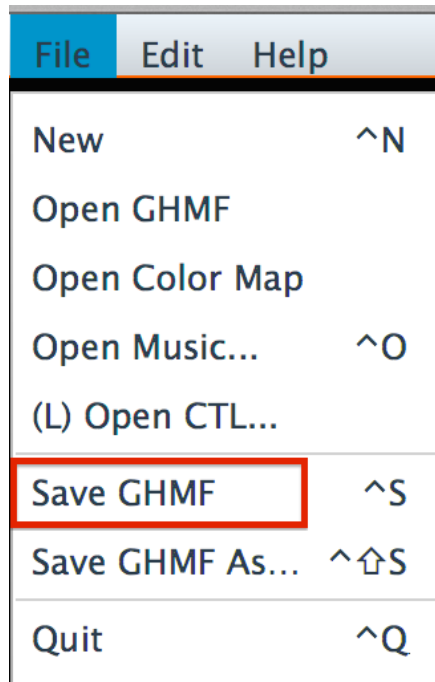 File Edit Help
New ^N
Open GHMF
Open Color Map
Open Music... ^O
(L) Open CTL...
Save GHMF ^S
Save GHMF As... ^⇧S
Quit ^Q